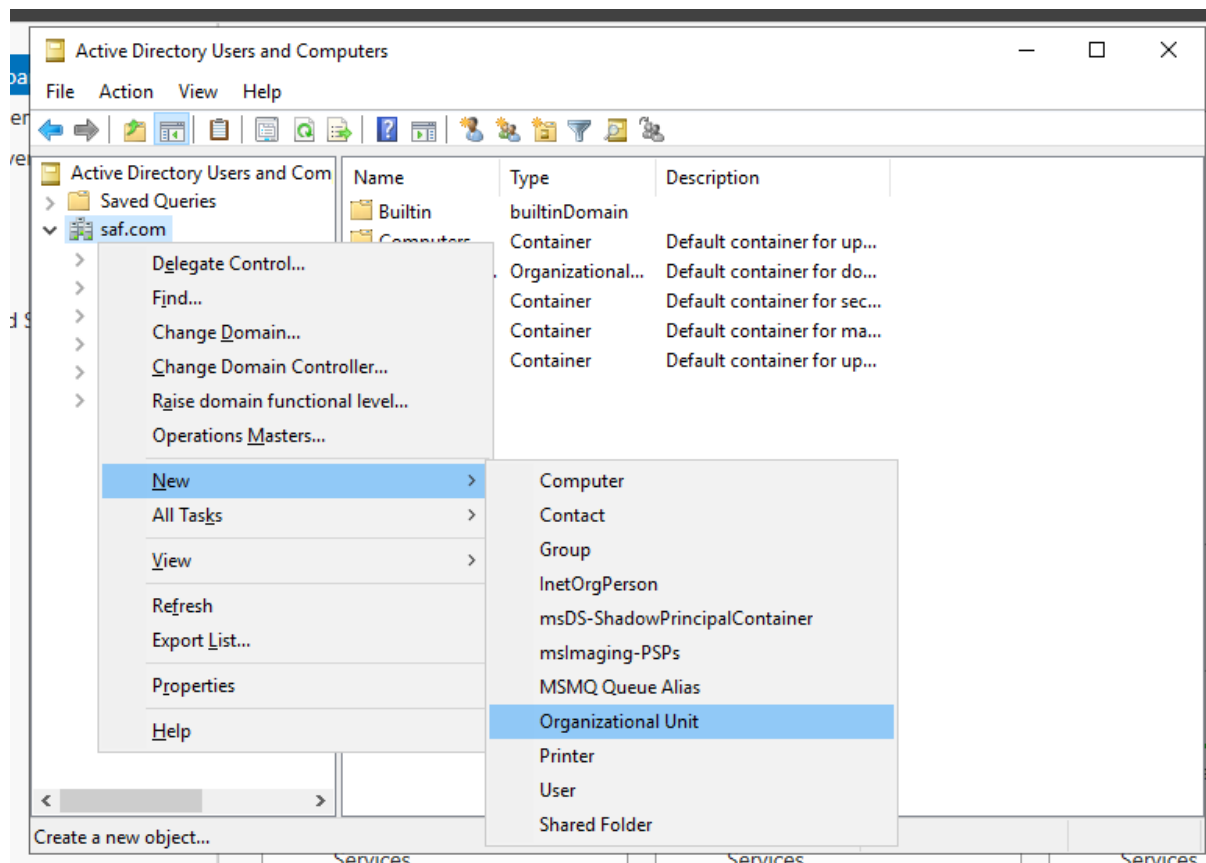 Active Directory Users and Computers
File Action View Help
Active Directory Users and Com
Saved Queries
saf.com
Name Type Description
Builtin builtinDomain
Computers Container Default container for up...
Organizational... Default container for do...
Container Default container for sec...
Container Default container for ma...
Container Default container for up...
Delegate Control...
Find...
Change Domain...
Change Domain Controller...
Raise domain functional level...
Operations Masters...
New
All Tasks
View
Refresh
Export List...
Properties
Help
Computer
Contact
Group
InetOrgPerson
msDS-ShadowPrincipalContainer
msImaging-PSPs
MSMQ Queue Alias
Organizational Unit
Printer
User
Shared Folder
Create a new object...
Services Services Services